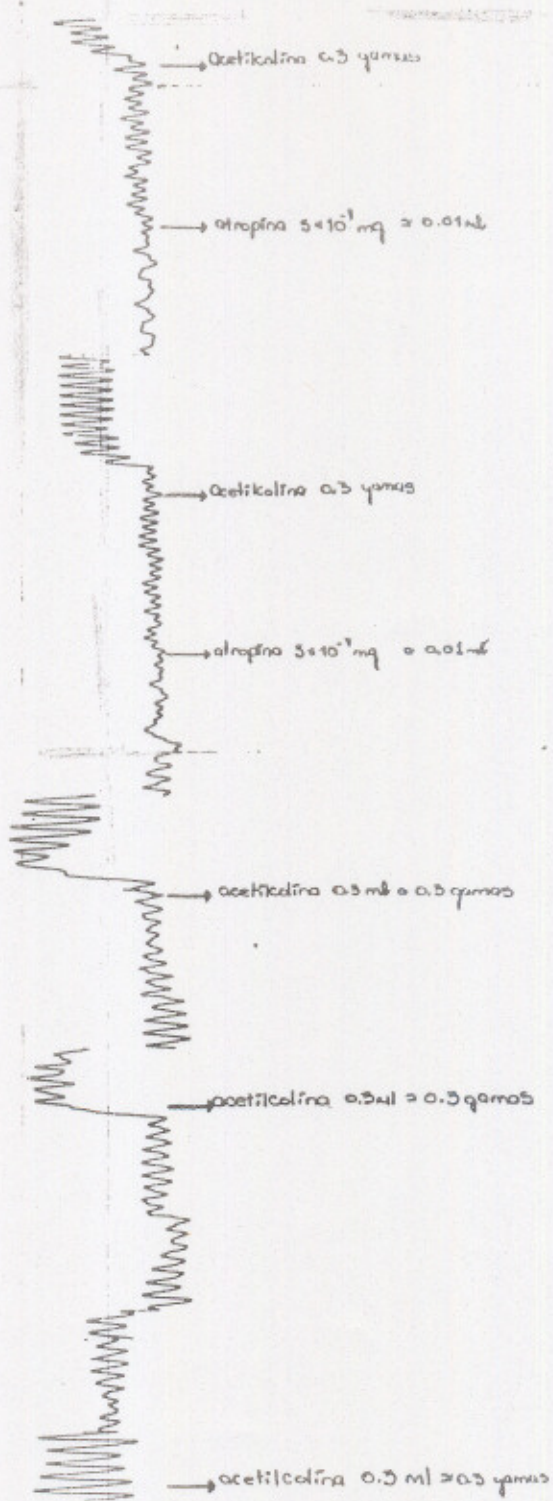 acetilcolina 0.3 gamas
atropina 5×10⁻⁴ mg = 0.01 ml
acetilcolina 0.3 gamas
atropina 5×10⁻⁴ mg = 0.01 ml
acetilcolina 0.3 ml = 0.3 gamas
acetilcolina 0.3 ml = 0.3 gamas
acetilcolina 0.3 ml = 0.3 gamas